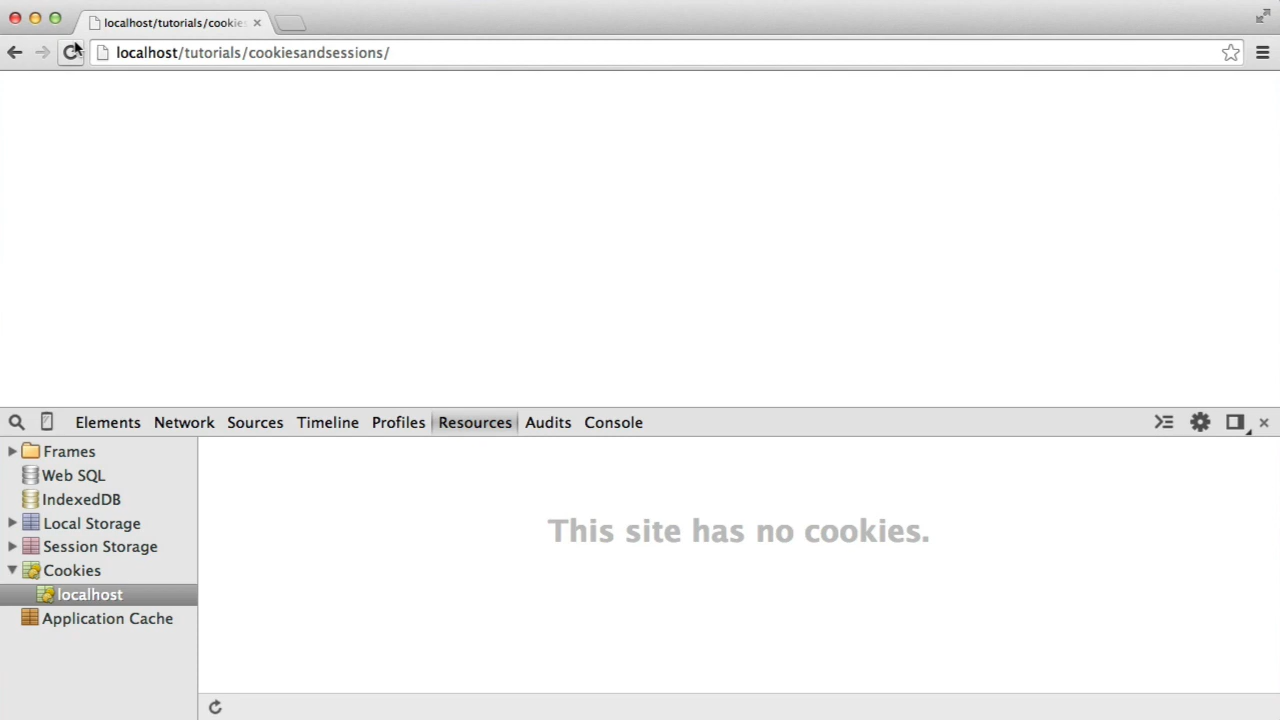 localhost/tutorials/cookies
localhost/tutorials/cookiesandsessions/
Elements Network Sources Timeline Profiles Resources Audits Console
Frames
Web SQL
IndexedDB
Local Storage
Session Storage
Cookies
localhost
Application Cache
This site has no cookies.